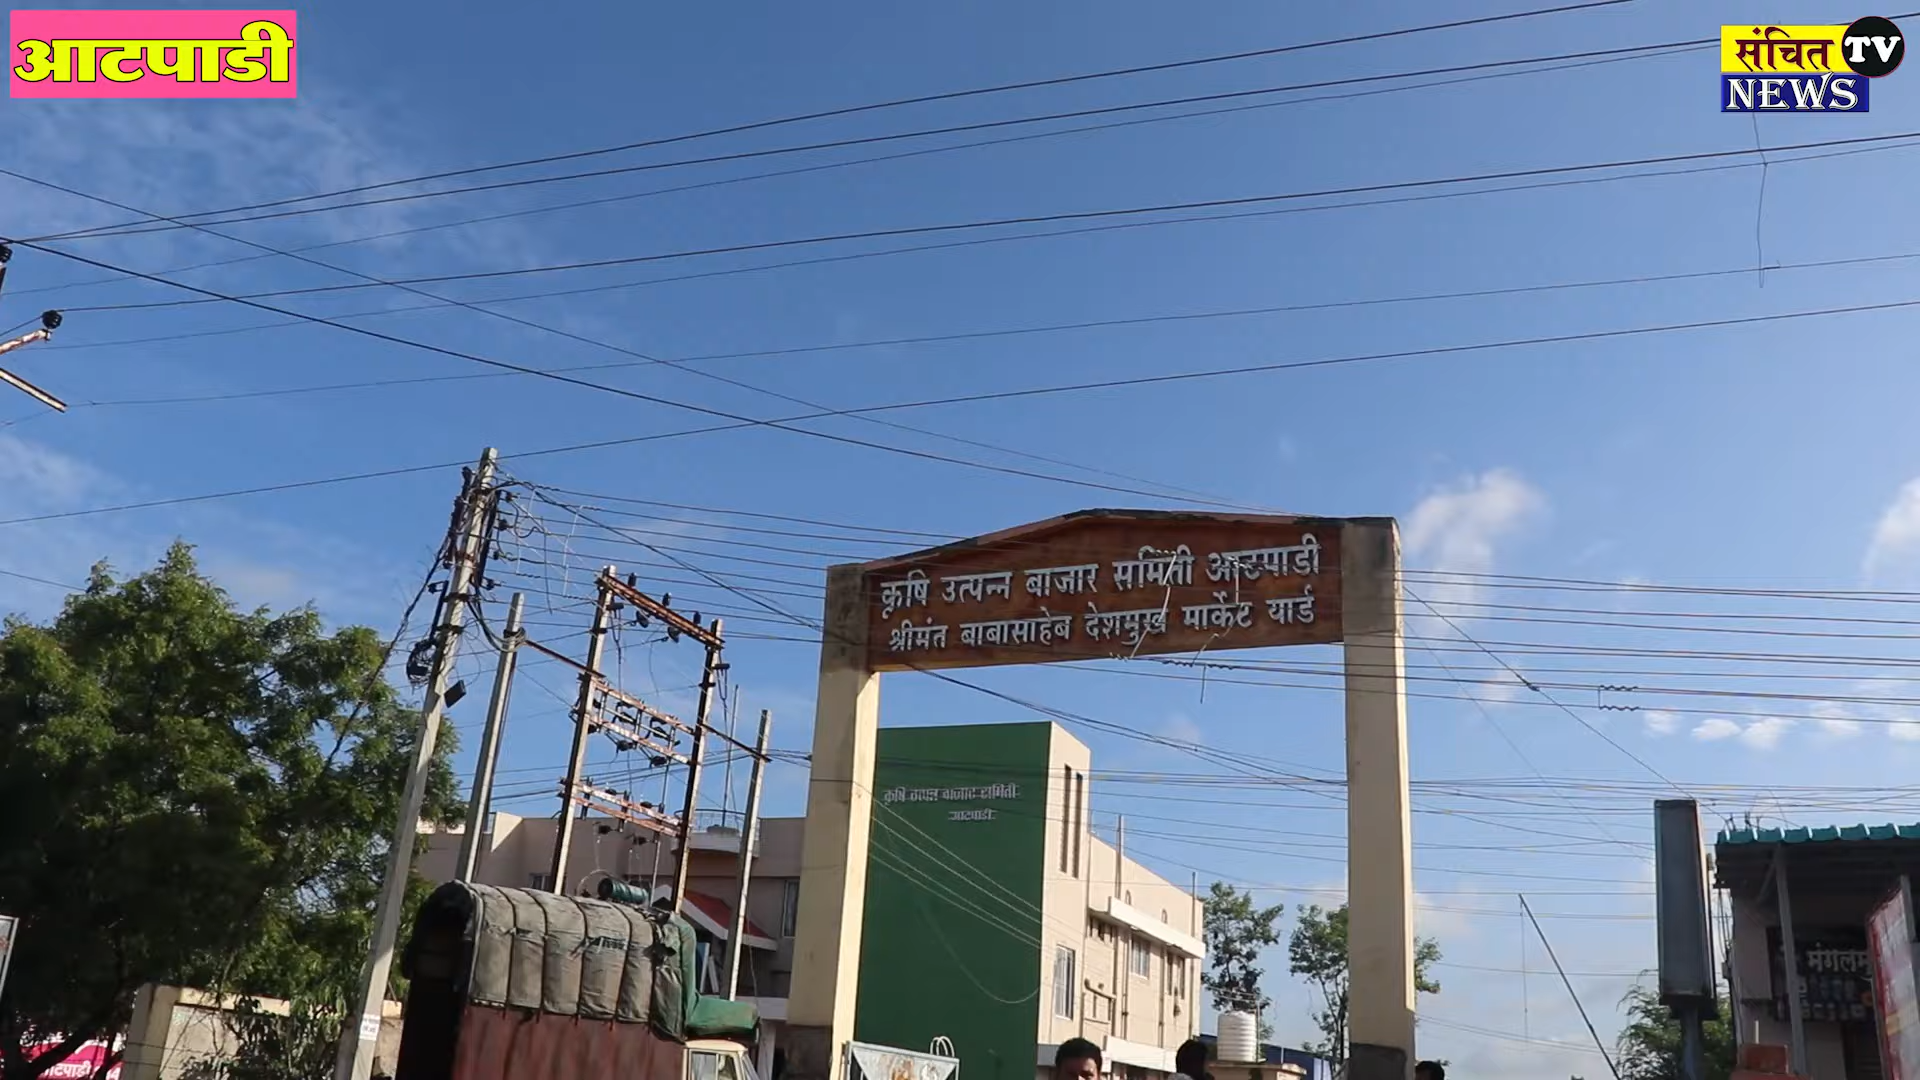 आटपाडी
संचित TV
NEWS
कृषि उत्पन्न बाजार समिती आटपाडी
श्रीमंत बाबासाहेब देशमुख मार्केट यार्ड
कृषि उत्पन्न बाजार समिती
आटपाडी